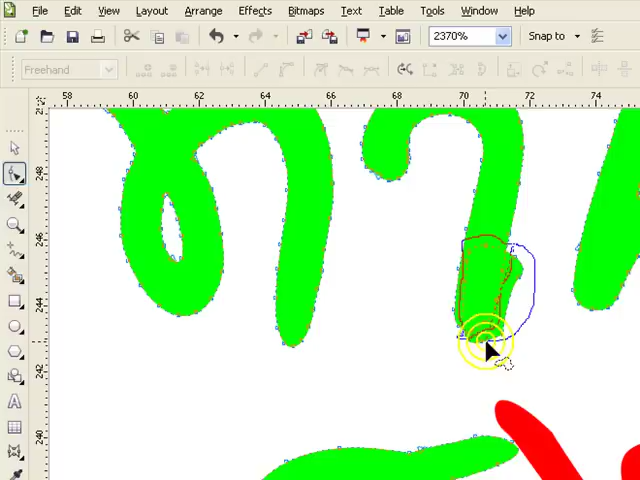 File Edit View Layout Arrange Effects Bitmaps Text Table Tools Window Help
2370% Snap to
Freehand
58 60 62 64 66 68 70 72 74
248
246
244
242
240